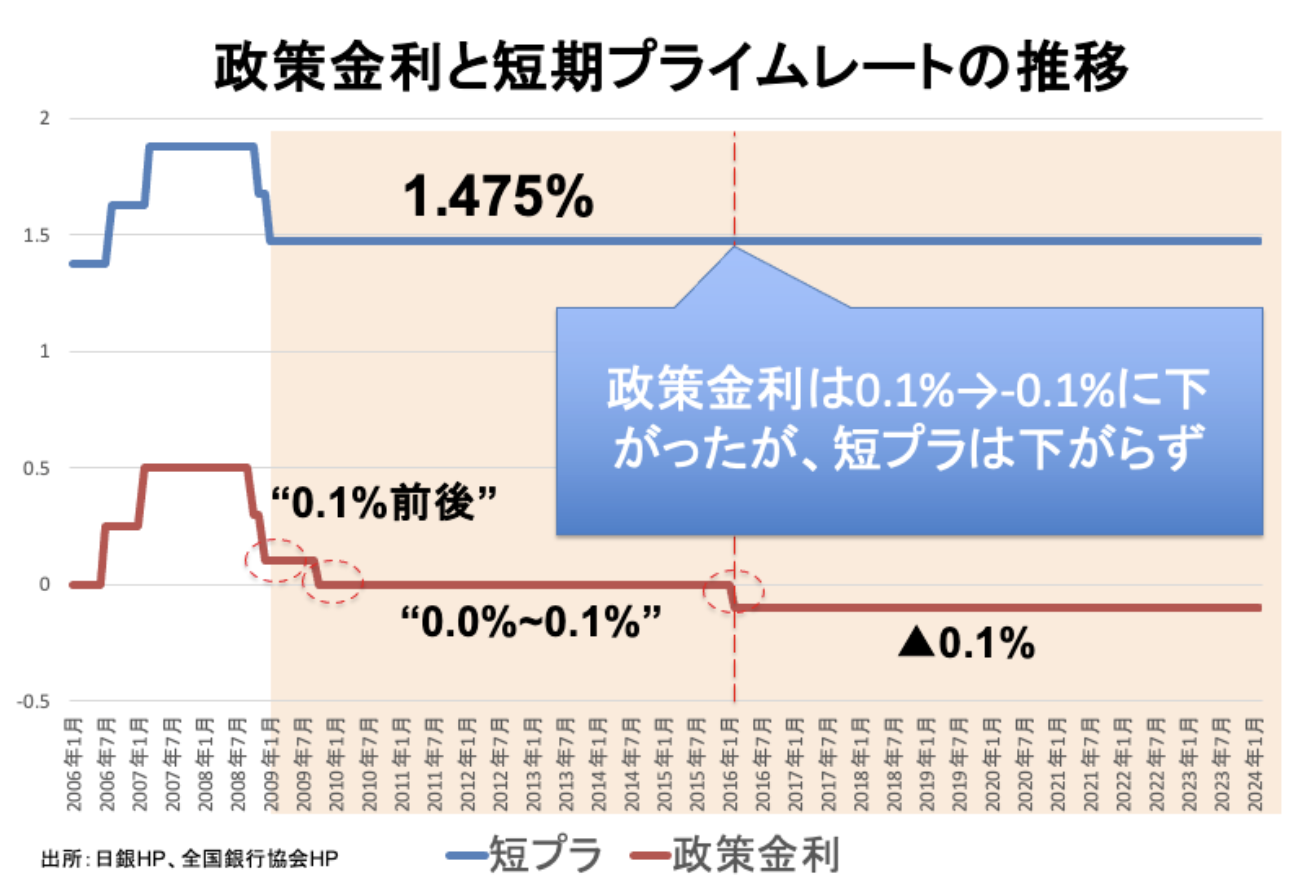 政策金利と短期プライムレートの推移
2
1.5
1
0.5
0
-0.5
1.475%
政策金利は0.1%→-0.1%に下
がったが、短プラは下がらず
“0.1%前後”
“0.0%~0.1%”
▲0.1%
2006年1月
2006年7月
2007年1月
2007年7月
2008年1月
2008年7月
2009年1月
2009年7月
2010年1月
2010年7月
2011年1月
2011年7月
2012年1月
2012年7月
2013年1月
2013年7月
2014年1月
2014年7月
2015年1月
2015年7月
2016年1月
2016年7月
2017年1月
2017年7月
2018年1月
2018年7月
2019年1月
2019年7月
2020年1月
2020年7月
2021年1月
2021年7月
2022年1月
2022年7月
2023年1月
2023年7月
2024年1月
出所：日銀HP、全国銀行協会HP
短プラ
政策金利